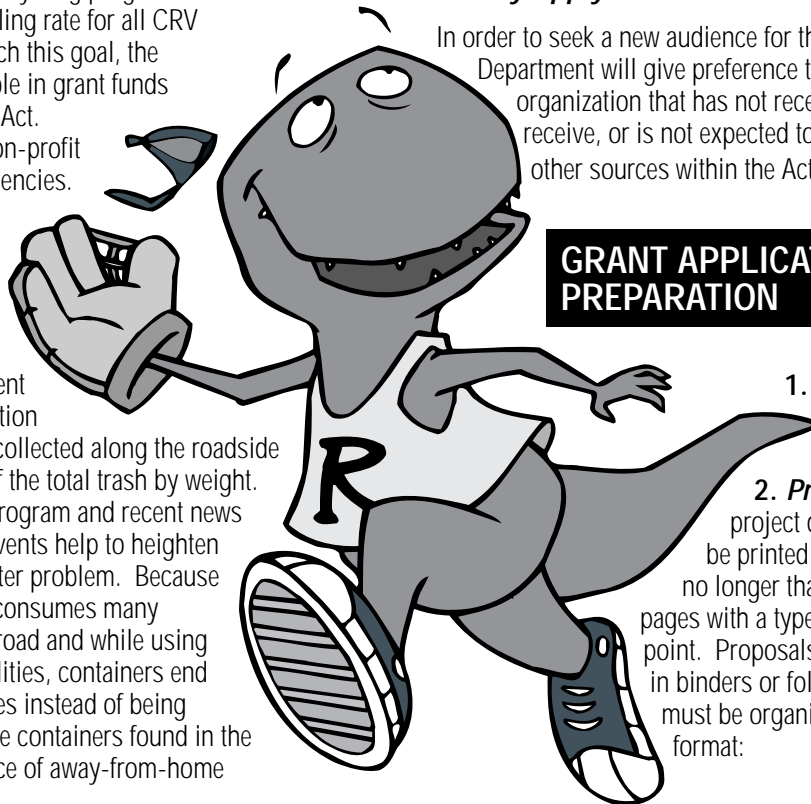 ling rate for all CRV
ch this goal, the
le in grant funds
Act.
on-profit
encies.
ent
tion
collected along the roadside
f the total trash by weight.
rogram and recent news
vents help to heighten
ter problem. Because
consumes many
road and while using
lities, containers end
es instead of being
e containers found in the
ce of away-from-home
In order to seek a new audience for th
Department will give preference t
organization that has not rece
receive, or is not expected to
other sources within the Act
GRANT APPLICA
PREPARATION
1.
2. Pr
project d
be printed
no longer tha
pages with a type
point. Proposals
in binders or fol
must be organi
format:
R